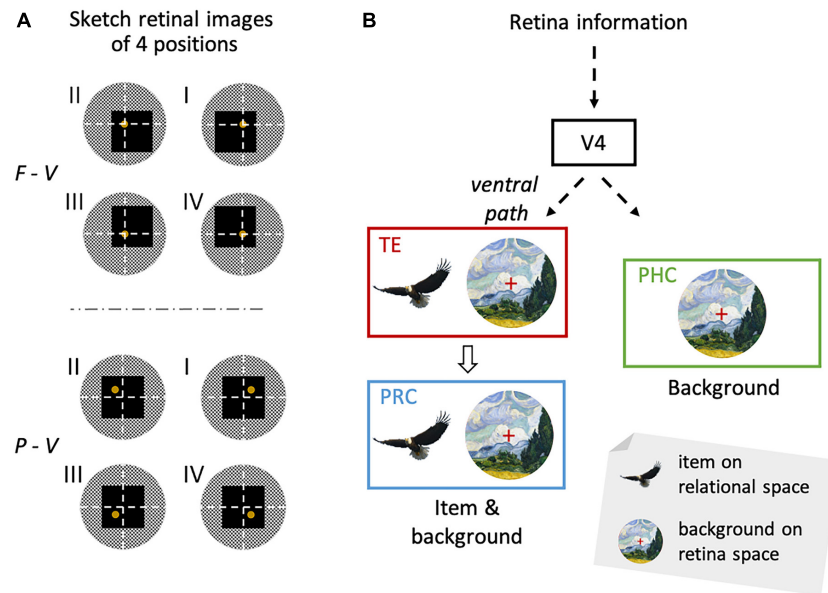 A
Sketch retinal images
of 4 positions
II
I
F - V
III
IV
II
I
P - V
III
IV
B
Retina information
V4
ventral
path
TE
PHC
Background
PRC
Item &
background
item on
relational space
background on
retina space